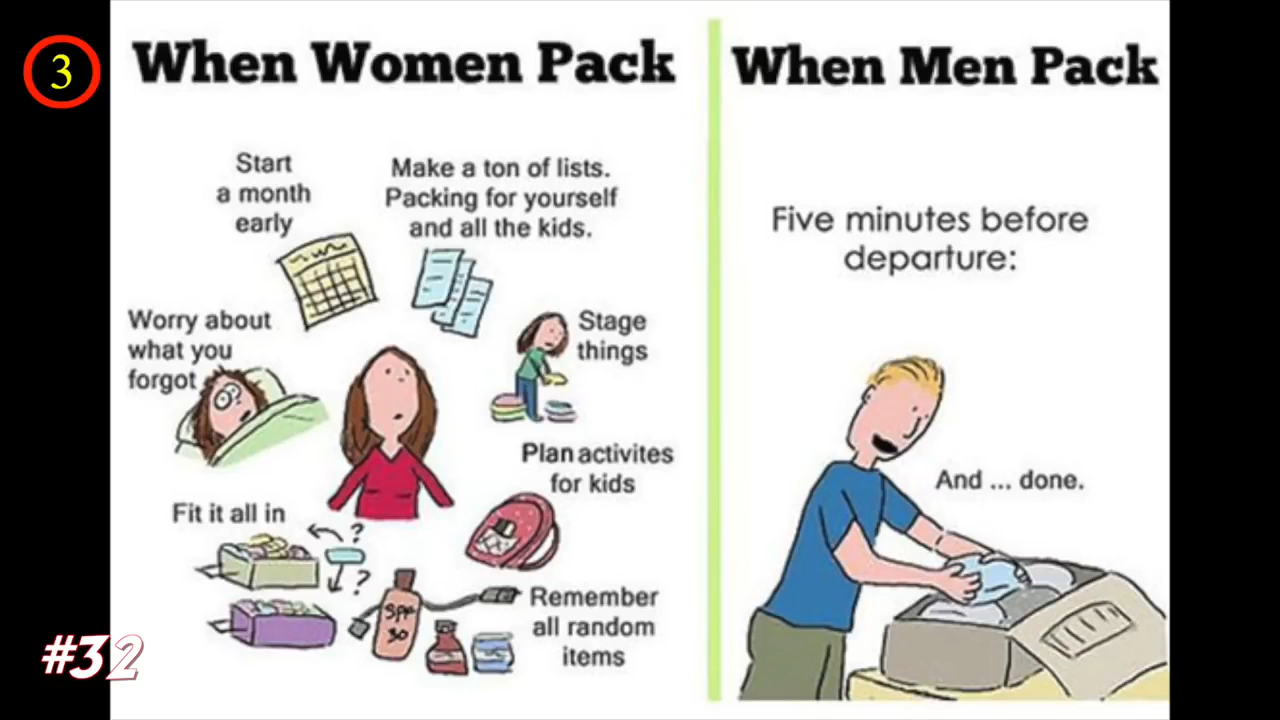 3
When Women Pack
Start
a month
early
Make a ton of lists.
Packing for yourself
and all the kids.
Worry about
what you
forgot
Stage
things
Plan activites
for kids
Fit it all in
?
?
SPF
30
Remember
all random
items
When Men Pack
Five minutes before
departure:
And ... done.
#32